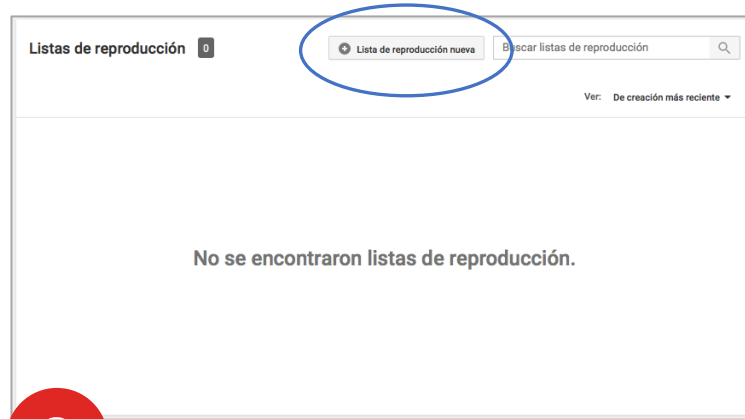 Listas de reproducción 0
Lista de reproducción nueva
Buscar listas de reproducción
Ver: De creación más reciente
No se encontraron listas de reproducción.